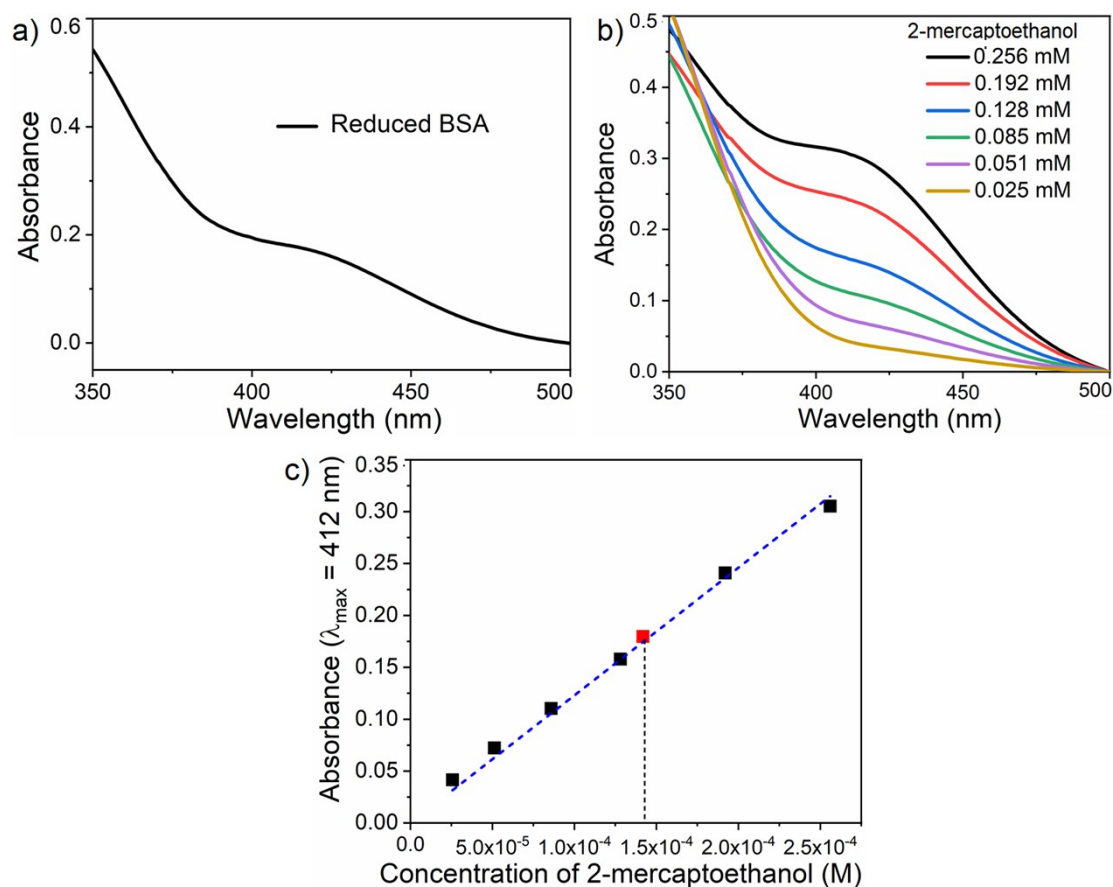 a)
0.6
0.4
0.2
0.0
Absorbance
Reduced BSA
350
400
450
500
Wavelength (nm)
b)
0.5
0.4
0.3
0.2
0.1
0.0
Absorbance
2-mercaptoethanol
0.256 mM
0.192 mM
0.128 mM
0.085 mM
0.051 mM
0.025 mM
350
400
450
500
Wavelength (nm)
c)
0.35
0.30
0.25
0.20
0.15
0.10
0.05
0.00
Absorbance (λmax = 412 nm)
0.0
5.0x10⁻⁵
1.0x10⁻⁴
1.5x10⁻⁴
2.0x10⁻⁴
2.5x10⁻⁴
Concentration of 2-mercaptoethanol (M)